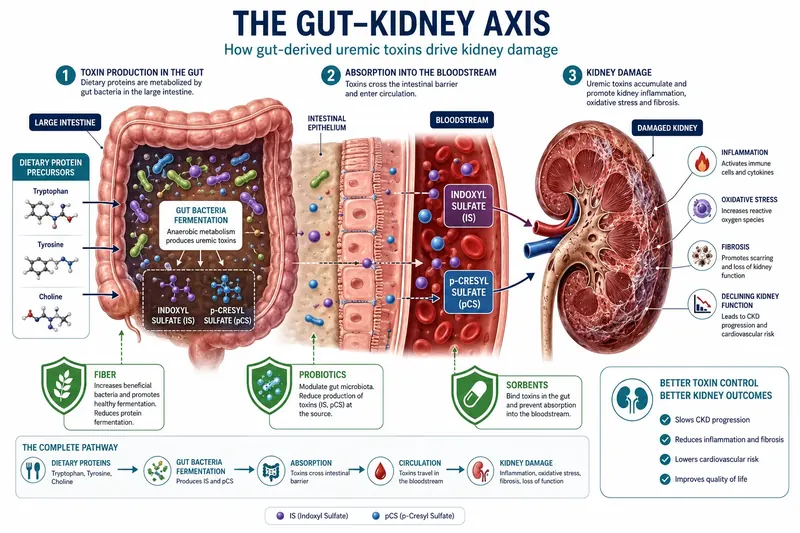 THE GUT–KIDNEY AXIS
How gut-derived uremic toxins drive kidney damage
1
TOXIN PRODUCTION IN THE GUT
Dietary proteins are metabolized by
gut bacteria in the large intestine.
2
ABSORPTION INTO THE BLOODSTREAM
Toxins cross the intestinal barrier
and enter circulation.
3
KIDNEY DAMAGE
Uremic toxins accumulate and
promote kidney inflammation,
oxidative stress and fibrosis.
LARGE INTESTINE
INTESTINAL
EPITHELIUM
BLOODSTREAM
DAMAGED KIDNEY
DIETARY PROTEIN
PRECURSORS
Tryptophan
Tyrosine
Choline
GUT BACTERIA
FERMENTATION
Anaerobic metabolism
produces uremic toxins
INDOXYL
SULFATE (IS)
p-CRESYL
SULFATE (pCS)
INDOXYL
SULFATE
(IS)
p-CRESYL
SULFATE
(pCS)
INFLAMMATION
Activates immune
cells and cytokines
OXIDATIVE STRESS
Increases reactive
oxygen species
FIBROSIS
Promotes scarring
and loss of kidney
function
DECLINING KIDNEY
FUNCTION
Leads to CKD
progression and
cardiovascular risk
FIBER
Increases beneficial
bacteria and promotes
healthy fermentation.
Reduces protein
fermentation.
PROBIOTICS
Modulate gut microbiota.
Reduce production of
toxins (IS, pCS) at
the source.
SORBENTS
Bind toxins in the gut
and prevent absorption
into the bloodstream.
BETTER TOXIN CONTROL
BETTER KIDNEY OUTCOMES
Slows CKD progression
Reduces inflammation and fibrosis
Lowers cardiovascular risk
Improves quality of life
THE COMPLETE PATHWAY
DIETARY PROTEINS
Tryptophan, Tyrosine,
Choline
GUT BACTERIA
FERMENTATION
Produces IS and pCS
ABSORPTION
Toxins cross intestinal
barrier
CIRCULATION
Toxins travel in
the bloodstream
KIDNEY DAMAGE
Inflammation, oxidative stress,
fibrosis, loss of function
IS (Indoxyl Sulfate)
pCS (p-Cresyl Sulfate)